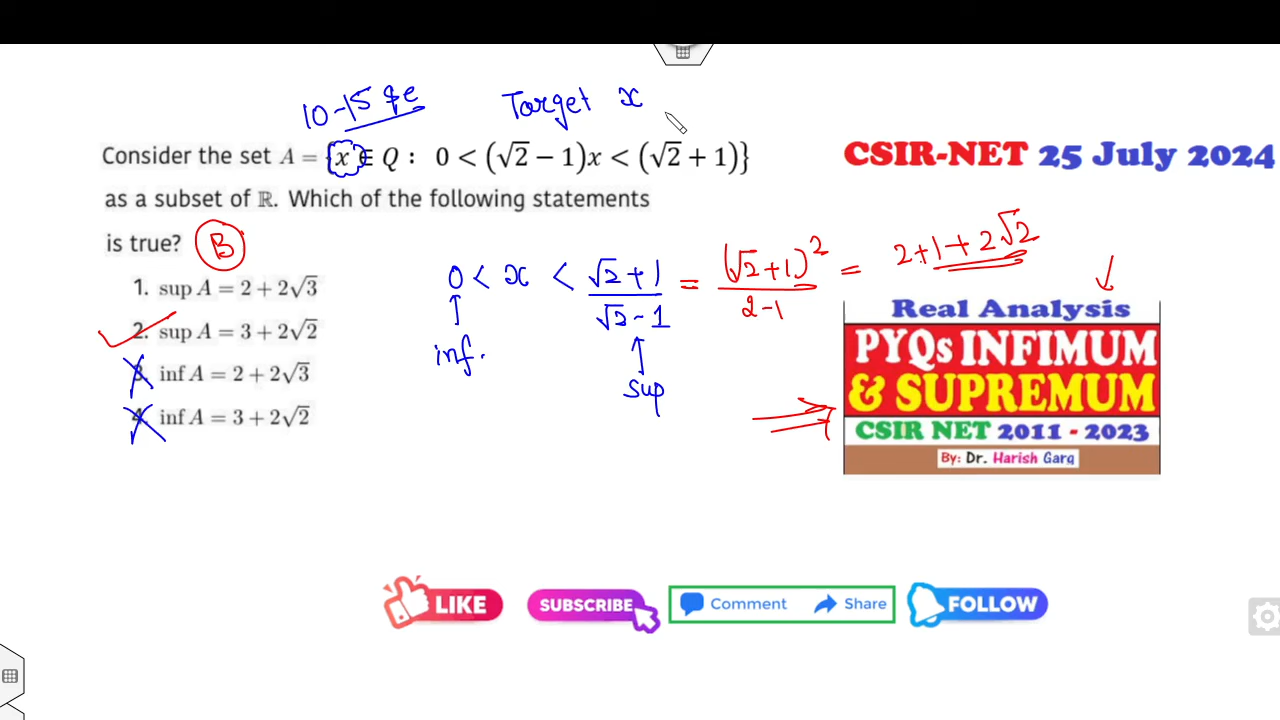 10-15 से Target x
Consider the set A = {x ∈ Q : 0 < (√2 − 1)x < (√2 + 1)}
as a subset of ℝ. Which of the following statements
is true? B
1. sup A = 2 + 2√3
2. sup A = 3 + 2√2
3. inf A = 2 + 2√3
4. inf A = 3 + 2√2
0 < x < (√2 + 1)/(√2 - 1) = (√2 + 1)²/(2-1) = 2+1+2√2
inf.
sup
CSIR-NET 25 July 2024
Real Analysis
PYQs INFIMUM
& SUPREMUM
CSIR NET 2011 - 2023
By: Dr. Harish Garg
LIKE SUBSCRIBE Comment Share FOLLOW